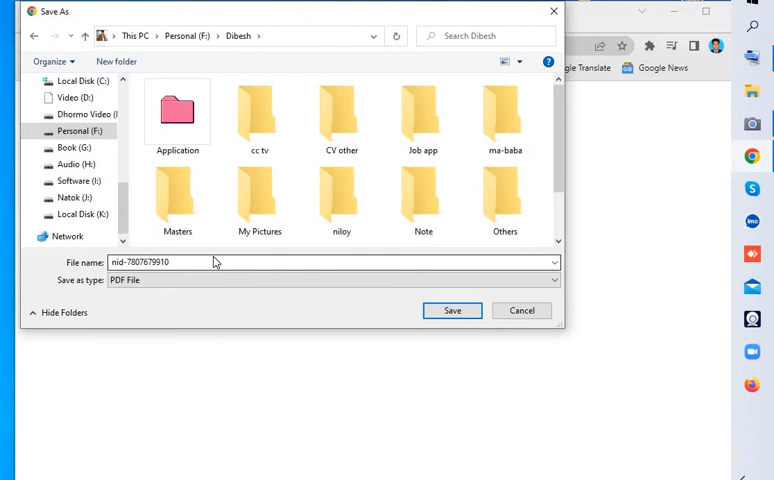 Save As
This PC > Personal (F:) > Dibesh >
Search Dibesh
Organize
New folder
Google Translate
Google News
Local Disk (C:)
Video (D:)
Dhormo Video (
Personal (F:)
Book (G:)
Audio (H:)
Software (I:)
Natok (J:)
Local Disk (K:)
Network
Application
cc tv
CV other
Job app
ma-baba
Masters
My Pictures
niloy
Note
Others
File name: nid-7807679910
Save as type: PDF File
Hide Folders
Save
Cancel
imo